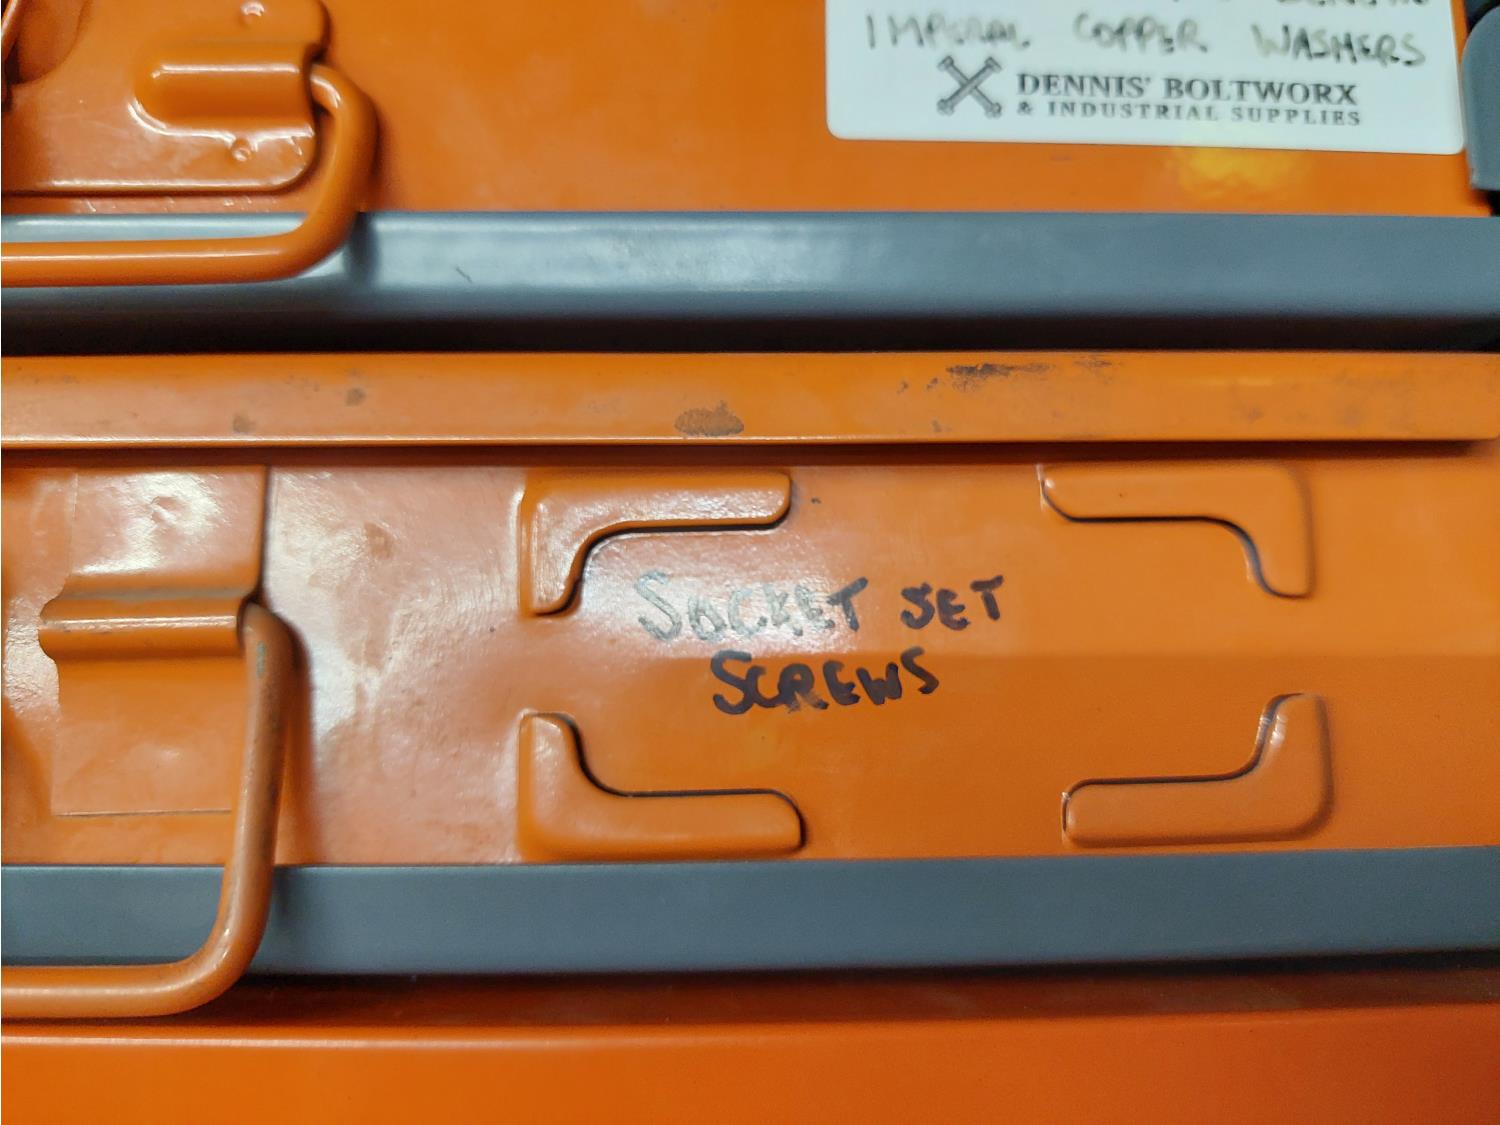 IMPERIAL COPPER WASHERS
DENNIS' BOLTWORX
& INDUSTRIAL SUPPLIES
SOCKET SET
SCREWS